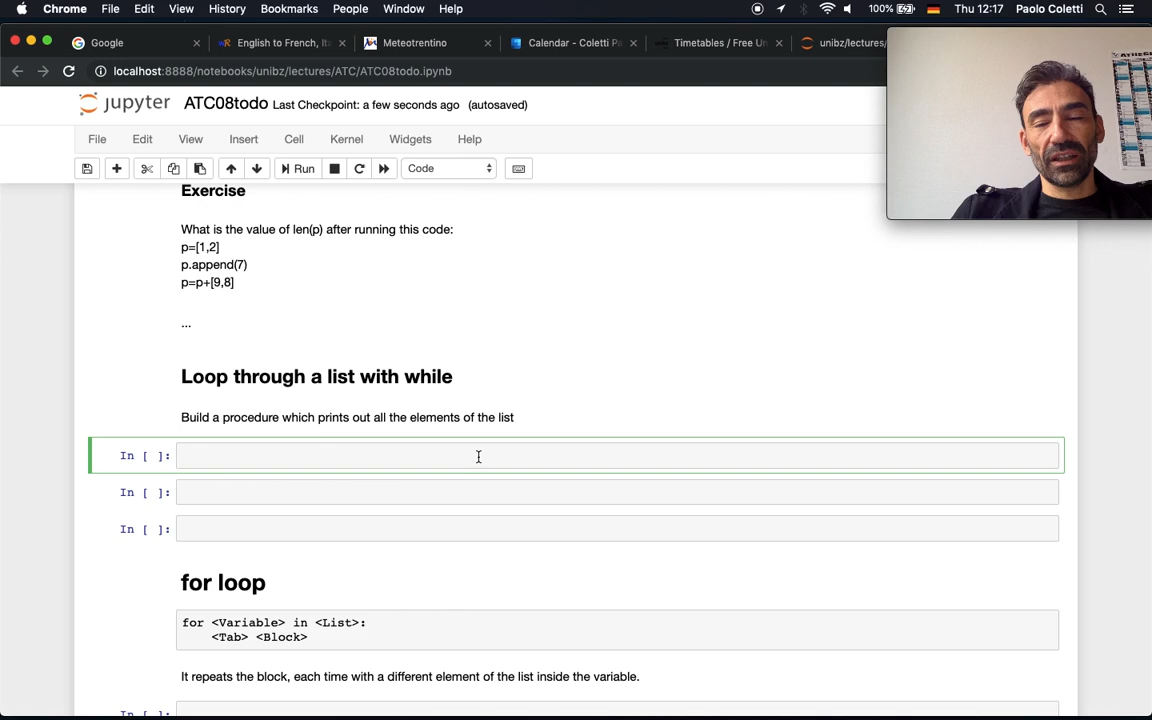 Chrome File Edit View History Bookmarks People Window Help 100% Thu 12:17 Paolo Coletti
Google
English to French, Ita
Meteotrentino
Calendar - Coletti Pa
Timetables / Free Un
unibz/lectures/
localhost:8888/notebooks/unibz/lectures/ATC/ATC08todo.ipynb
jupyter ATC08todo Last Checkpoint: a few seconds ago (autosaved)
File Edit View Insert Cell Kernel Widgets Help
Run Code
Exercise
What is the value of len(p) after running this code:
p=[1,2]
p.append(7)
p=p+[9,8]
...
Loop through a list with while
Build a procedure which prints out all the elements of the list
In [ ]:
In [ ]:
In [ ]:
for loop
for <Variable> in <List>:
<Tab> <Block>
It repeats the block, each time with a different element of the list inside the variable.
In [ ]: